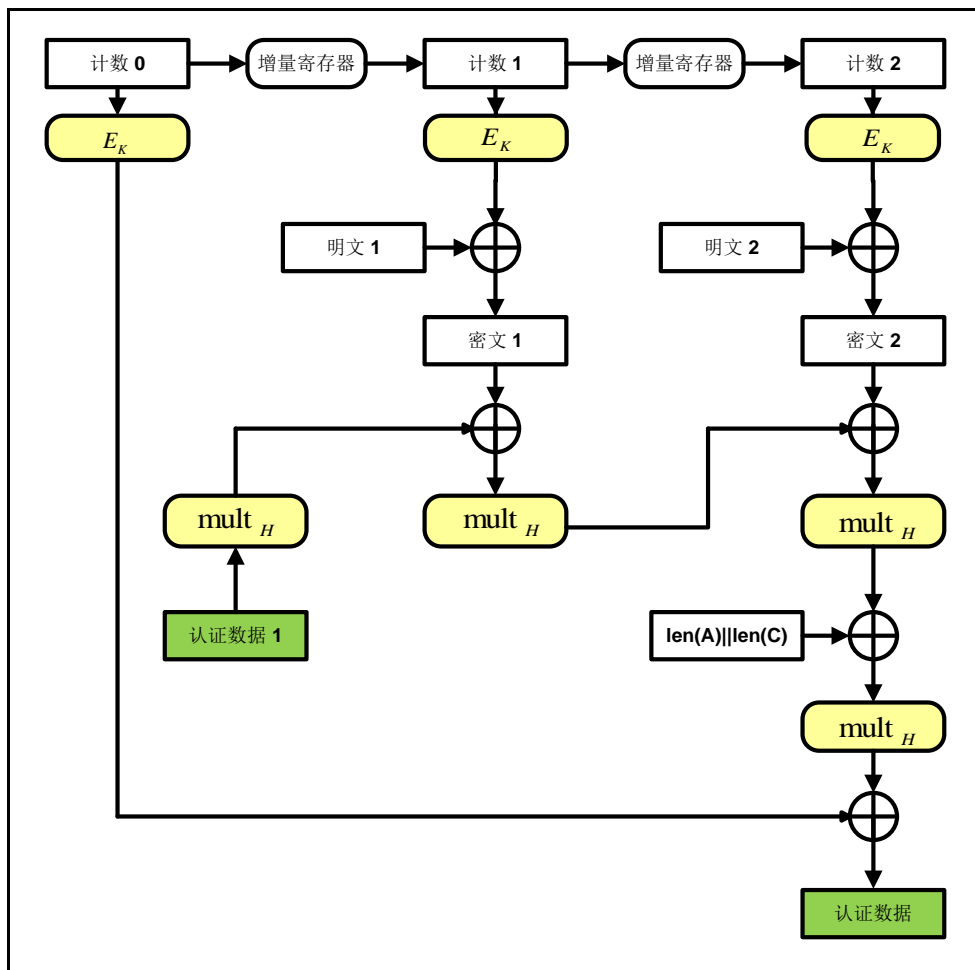 计数 0
增量寄存器
计数 1
增量寄存器
计数 2
E_K
E_K
E_K
明文 1
明文 2
密文 1
密文 2
mult_H
mult_H
mult_H
认证数据 1
len(A)||len(C)
mult_H
认证数据